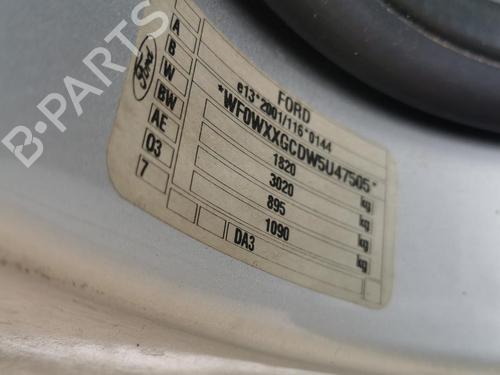 B-PARTS
Ford
FORD
e13*2001/116*0144
*WF0WXXGCDW5U47505*
1820 kg
3020 kg
895 kg
1090 kg
DA3
A
B
W
BW
AE
03
7